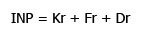 INP = Kr + Fr + Dr